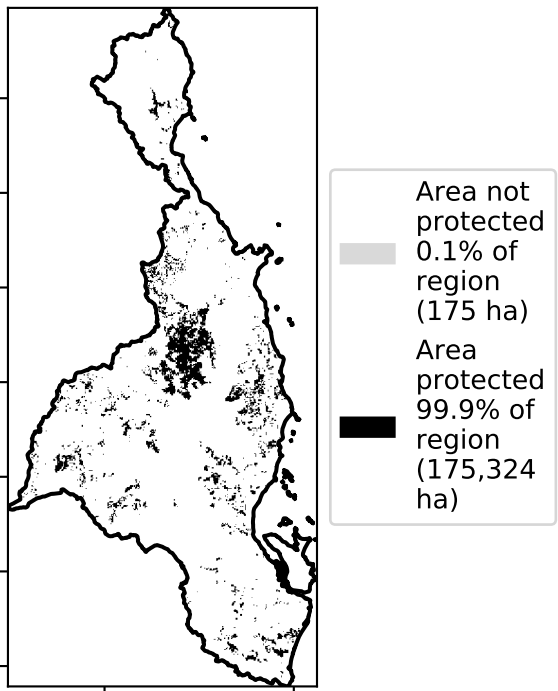 Area not
protected
0.1% of
region
(175 ha)
Area
protected
99.9% of
region
(175,324
ha)